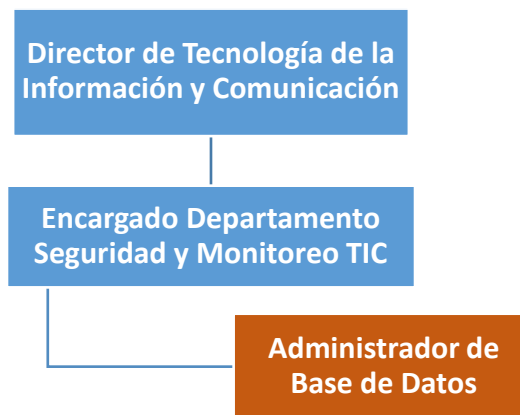 Director de Tecnología de la
Información y Comunicación
Encargado Departamento
Seguridad y Monitoreo TIC
Administrador de
Base de Datos